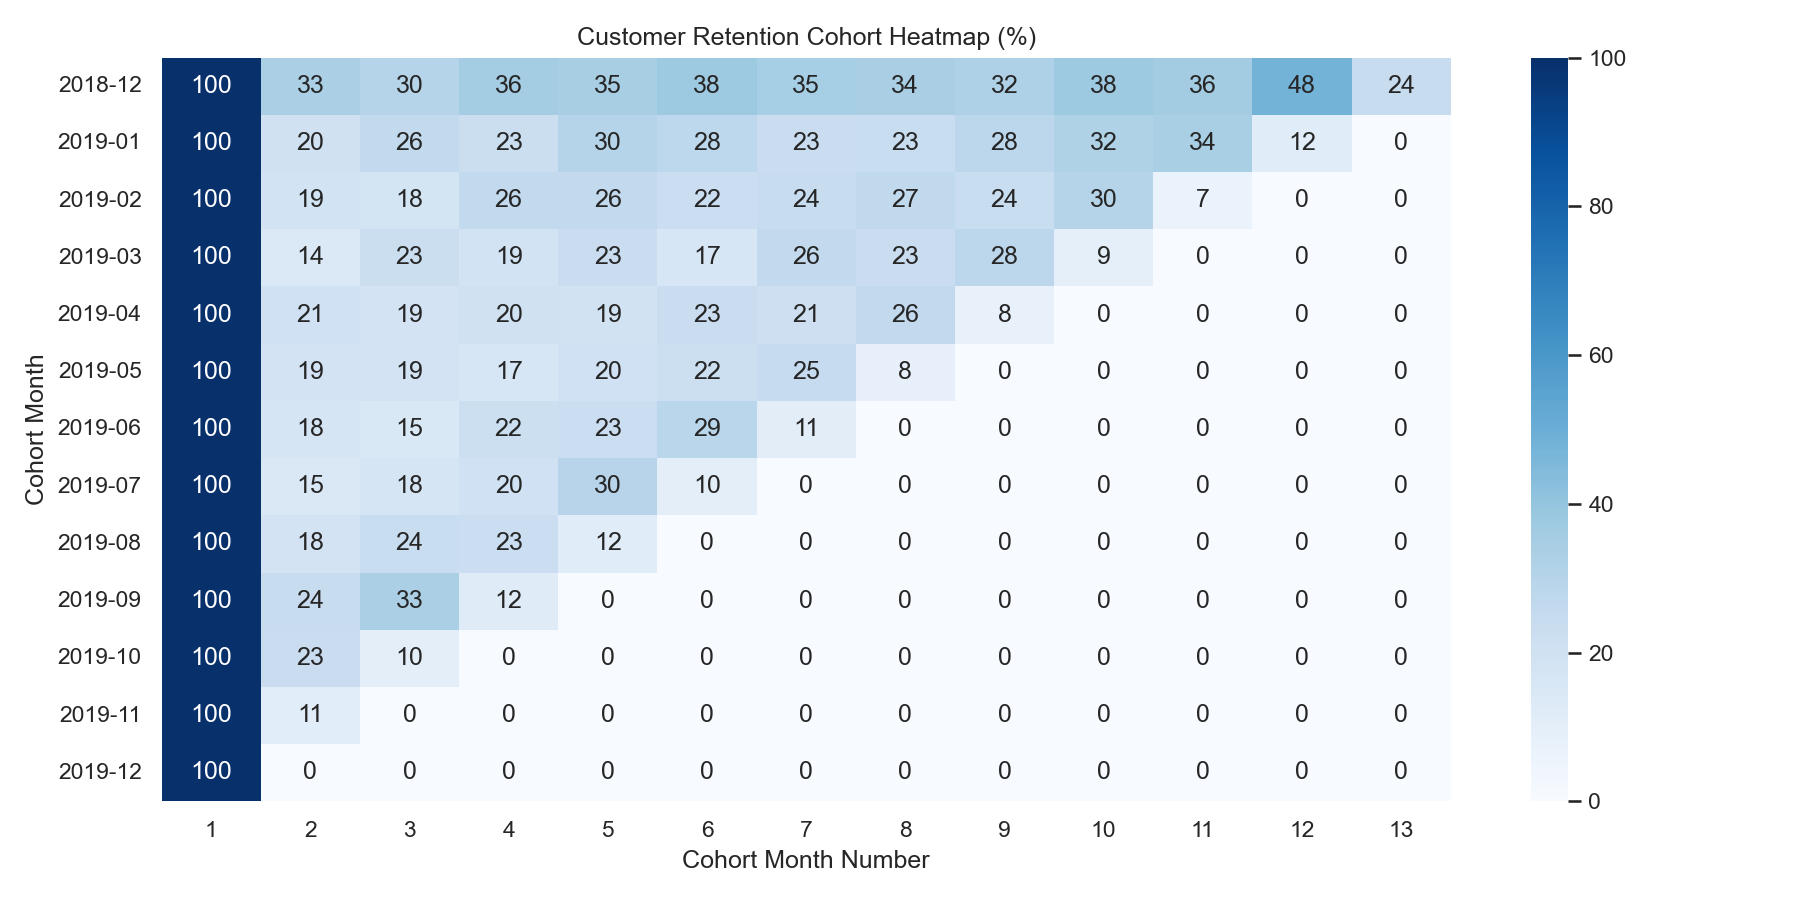 Customer Retention Cohort Heatmap (%)
2018-12 100 33 30 36 35 38 35 34 32 38 36 48 24
2019-01 100 20 26 23 30 28 23 23 28 32 34 12 0
2019-02 100 19 18 26 26 22 24 27 24 30 7 0 0
2019-03 100 14 23 19 23 17 26 23 28 9 0 0 0
2019-04 100 21 19 20 19 23 21 26 8 0 0 0 0
2019-05 100 19 19 17 20 22 25 8 0 0 0 0 0
2019-06 100 18 15 22 23 29 11 0 0 0 0 0 0
2019-07 100 15 18 20 30 10 0 0 0 0 0 0 0
2019-08 100 18 24 23 12 0 0 0 0 0 0 0 0
2019-09 100 24 33 12 0 0 0 0 0 0 0 0 0
2019-10 100 23 10 0 0 0 0 0 0 0 0 0 0
2019-11 100 11 0 0 0 0 0 0 0 0 0 0 0
2019-12 100 0 0 0 0 0 0 0 0 0 0 0 0
1 2 3 4 5 6 7 8 9 10 11 12 13
Cohort Month Number
Cohort Month
100
80
60
40
20
0